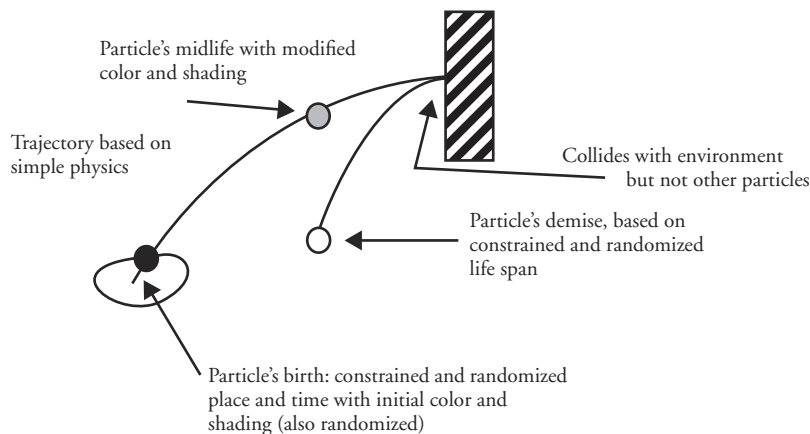 Particle’s midlife with modified
color and shading
Trajectory based on
simple physics
Collides with environment
but not other particles
Particle’s demise, based on
constrained and randomized
life span
Particle’s birth: constrained and randomized
place and time with initial color and
shading (also randomized)